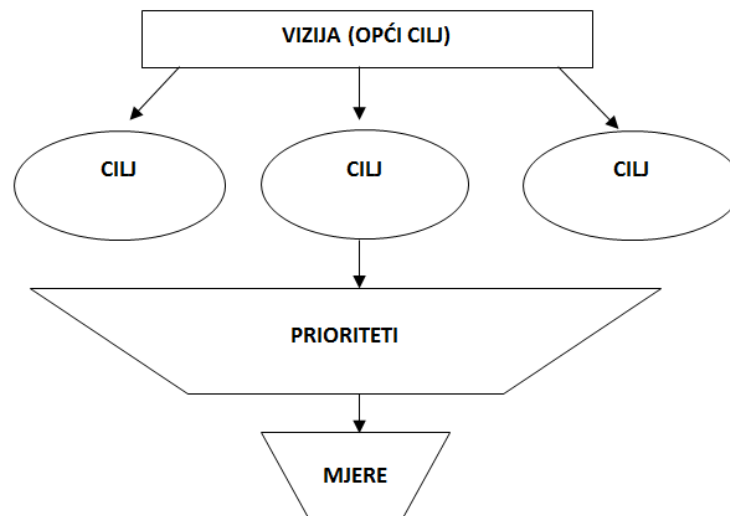 VIZIJA (OPĆI CILJ)
CILJ
CILJ
CILJ
PRIORITETI
MJERE